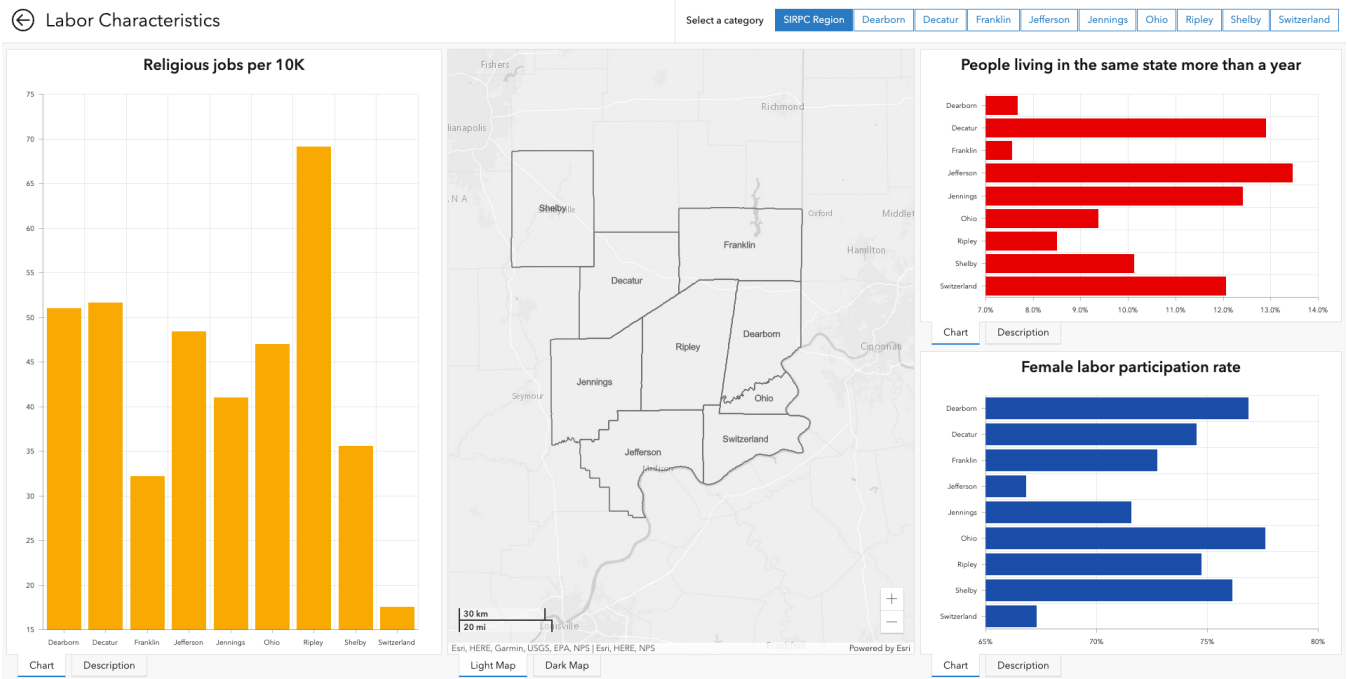 Labor Characteristics
Select a category
SIRPC Region
Dearborn
Decatur
Franklin
Jefferson
Jennings
Ohio
Ripley
Shelby
Switzerland
Religious jobs per 10K
75
70
65
60
55
50
45
40
35
30
25
20
15
Dearborn
Decatur
Franklin
Jefferson
Jennings
Ohio
Ripley
Shelby
Switzerland
Chart
Description
Fishers
Richmond
lianapolis
N A
Shelby
Oxford
Middlet
Franklin
Hamilton
Decatur
Dearborn
Ripley
Cincinnati
Jennings
Seymour
Ohio
Switzerland
Jefferson
Madison
30 km
20 mi
Louisville
Frankfort
+
−
Esri, HERE, Garmin, USGS, EPA, NPS | Esri, HERE, NPS
Powered by Esri
Light Map
Dark Map
People living in the same state more than a year
Dearborn
Decatur
Franklin
Jefferson
Jennings
Ohio
Ripley
Shelby
Switzerland
7.0%
8.0%
9.0%
10.0%
11.0%
12.0%
13.0%
14.0%
Chart
Description
Female labor participation rate
Dearborn
Decatur
Franklin
Jefferson
Jennings
Ohio
Ripley
Shelby
Switzerland
65%
70%
75%
80%
Chart
Description